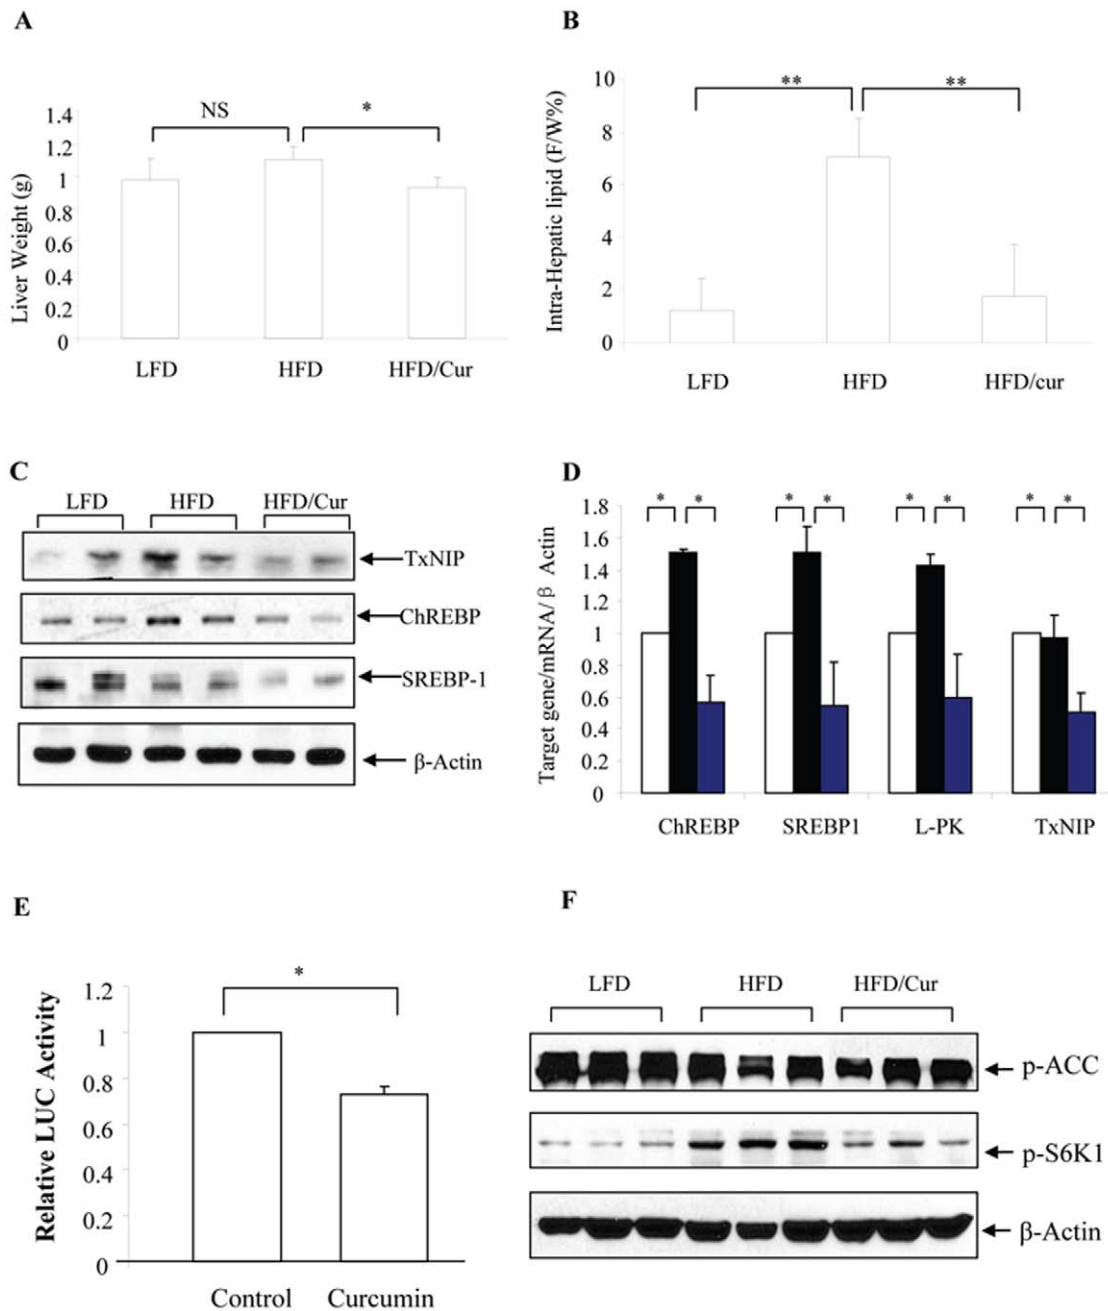 A
Liver Weight (g)
1.4
1.2
1
0.8
0.6
0.4
0.2
0
NS
*
LFD
HFD
HFD/Cur
B
Intra-Hepatic lipid (F/W%)
10
8
6
4
2
0
**
**
LFD
HFD
HFD/cur
C
LFD
HFD
HFD/Cur
TxNIP
ChREBP
SREBP-1
β-Actin
D
Target gene/mRNA/ β Actin
1.8
1.6
1.4
1.2
1
0.8
0.6
0.4
0.2
0
* * * * * * * *
ChREBP
SREBP1
L-PK
TxNIP
E
Relative LUC Activity
1.2
1
0.8
0.6
0.4
0.2
0
*
Control
Curcumin
F
LFD
HFD
HFD/Cur
p-ACC
p-S6K1
β-Actin